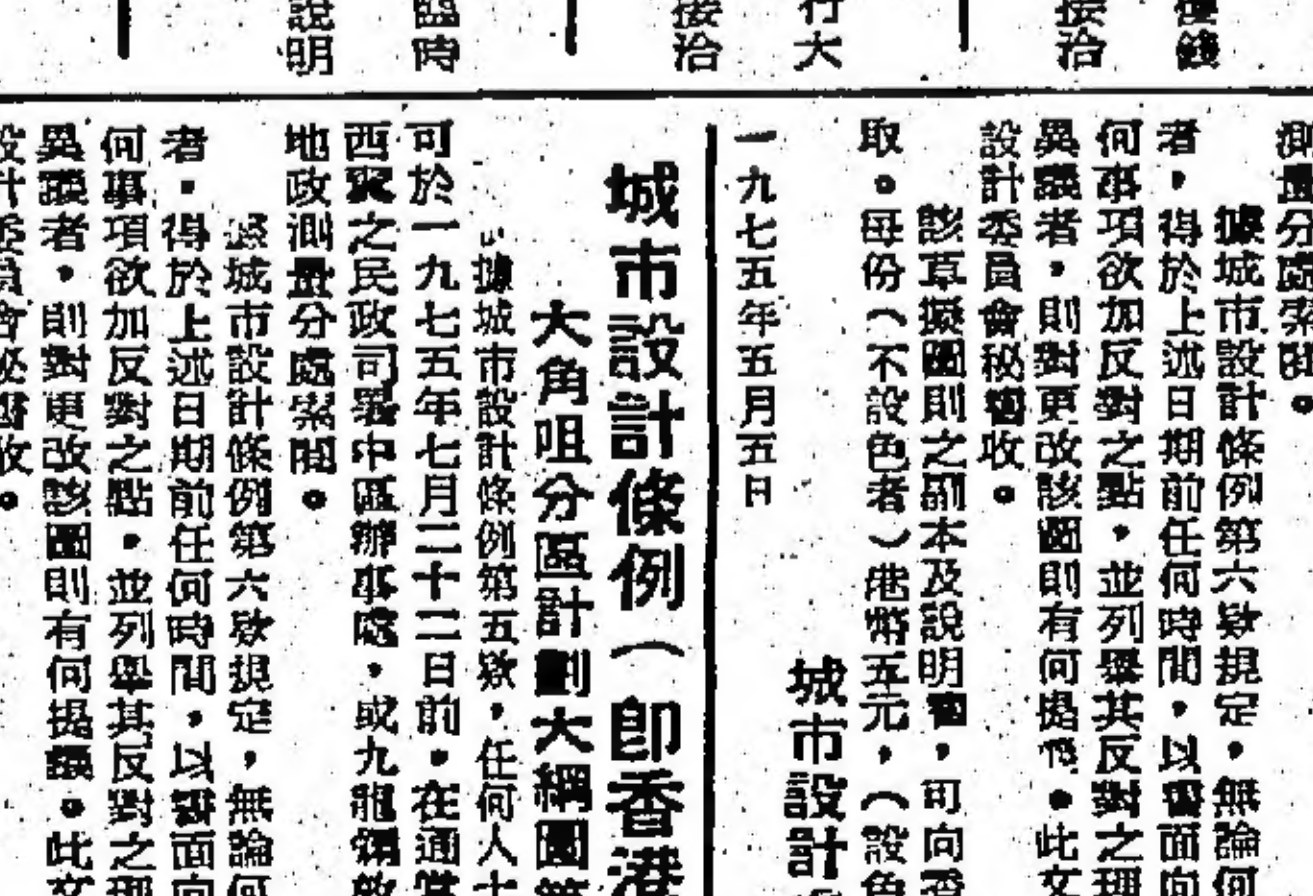 復錢
接洽
行大
接洽
臨時
說明
測量分處索閱。
據城市設計條例第六欵規定，無論何
者，得於上述日期前任何時間，以書面向
何事項欲加反對之點，並列舉其反對之理
異議者，則對更改該圖則有何提議。此文
設計委員會秘書收。
該草擬圖則之副本及說明書，可向
取。每份（不設色者）港幣五元，（設色
城市設計
一九七五年五月五日
城市設計條例（即香港
大角咀分區計劃大綱圖
據城市設計條例第五欵，任何人士
可於一九七五年七月二十二日前，在通常
西翼之民政司署中區辦事處，或九龍彌敦
地政測量分處索閱。
據城市設計條例第六欵規定，無論何
者，得於上述日期前任何時間，以書面向
何事項欲加反對之點，並列舉其反對之理
異議者，則對更改該圖則有何提議。此文
設計委員會秘書收。